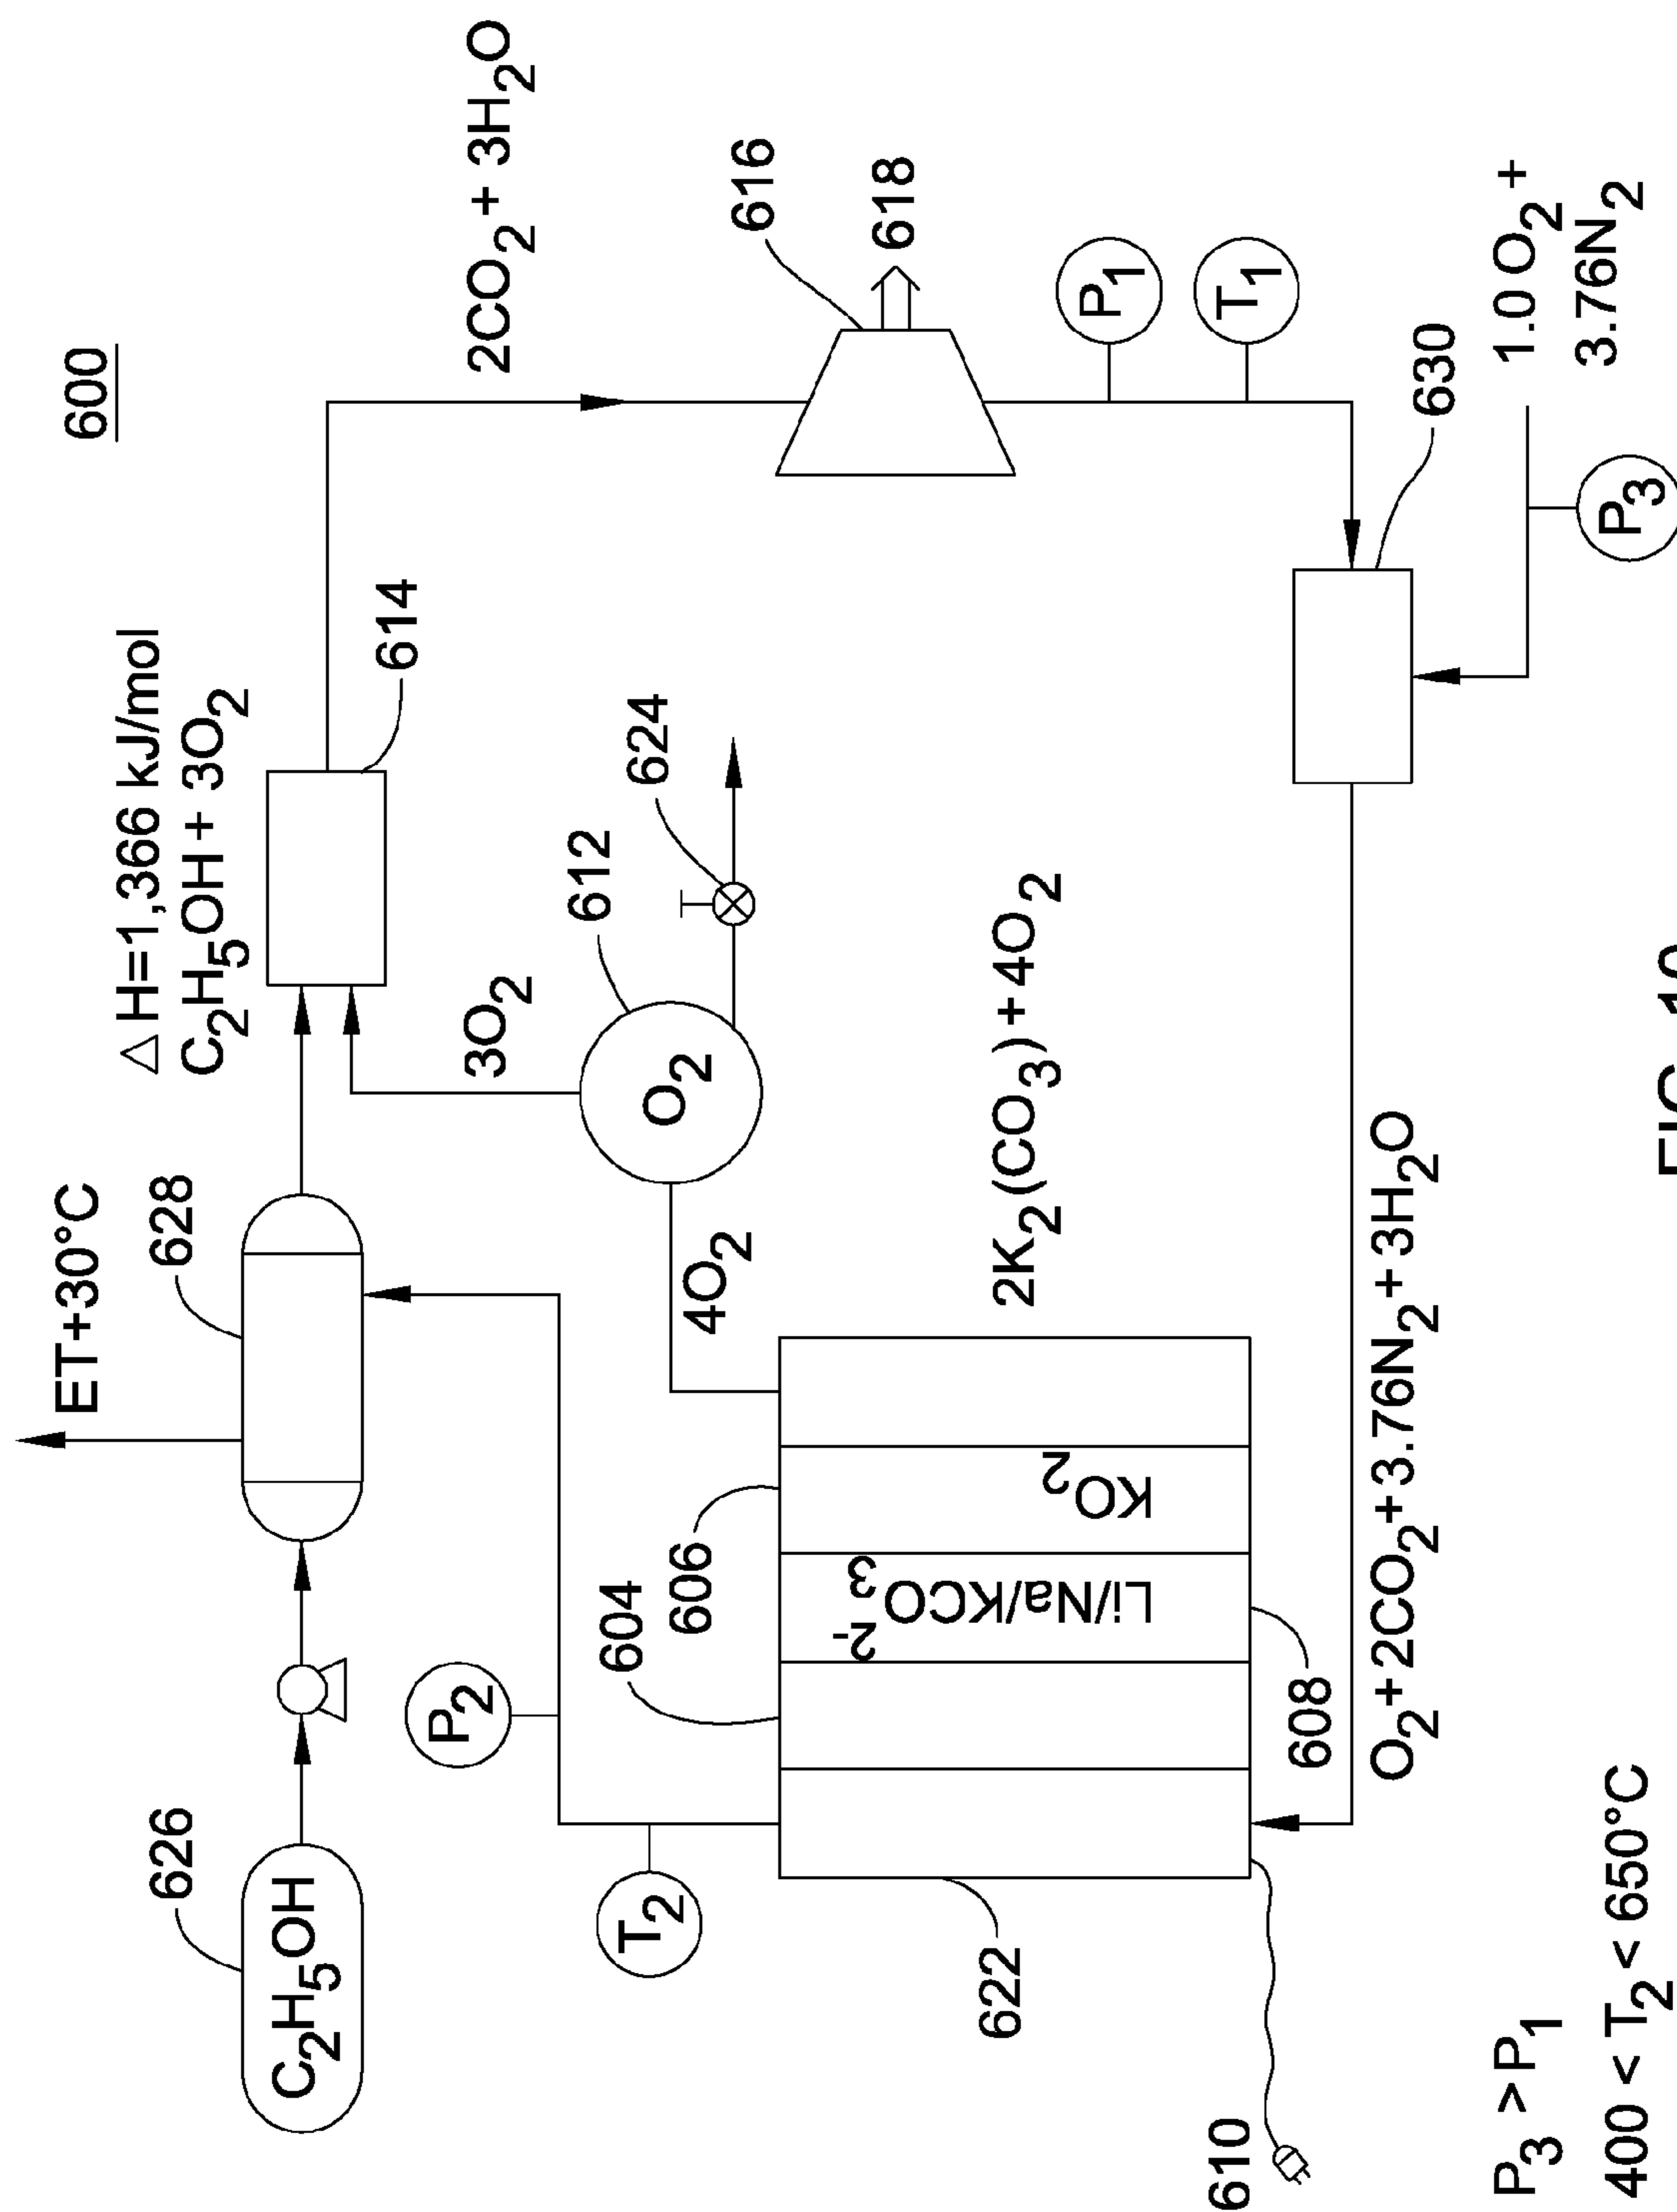 600
ET+30°C
△H=1,366 kJ/mol
C2H5OH + 3O2
626
628
614
C2H5OH
3O2
2CO2 + 3H2O
P2
612
624
O2
4O2
616
618
T2
604
606
Li/Na/KCO3 2-
KO2
2K2(CO3) + 4O2
P1
T1
622
608
610
630
O2 + 2CO2 + 3.76N2 + 3H2O
1.0 O2 +
3.76N2
P3
P3 > P1
400 < T2 < 650°C